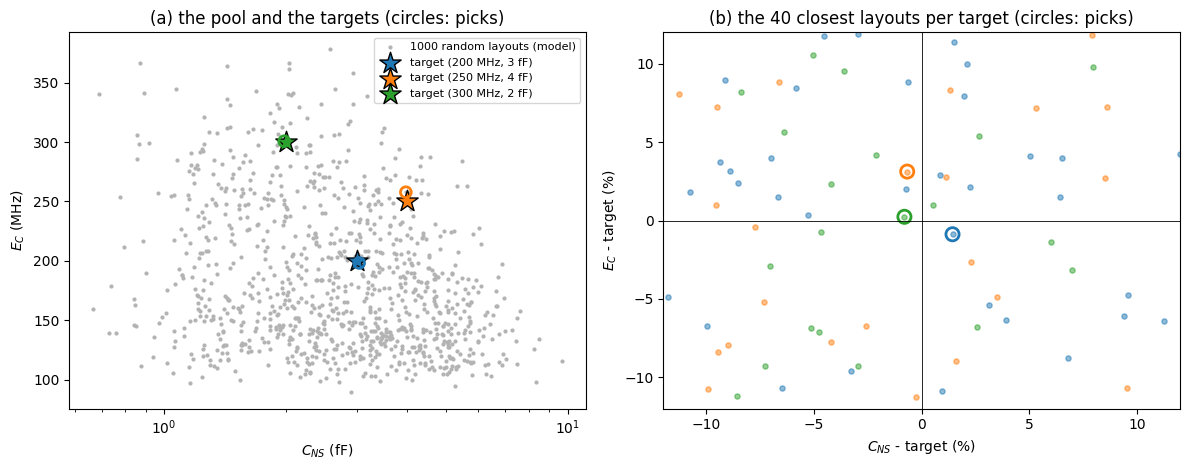 (a) the pool and the targets (circles: picks)
1000 random layouts (model)
target (200 MHz, 3 fF)
target (250 MHz, 4 fF)
target (300 MHz, 2 fF)
350
300
250
200
150
100
E_C (MHz)
10^0
10^1
C_NS (fF)
(b) the 40 closest layouts per target (circles: picks)
10
5
0
−5
−10
E_C - target (%)
−10
−5
0
5
10
C_NS - target (%)